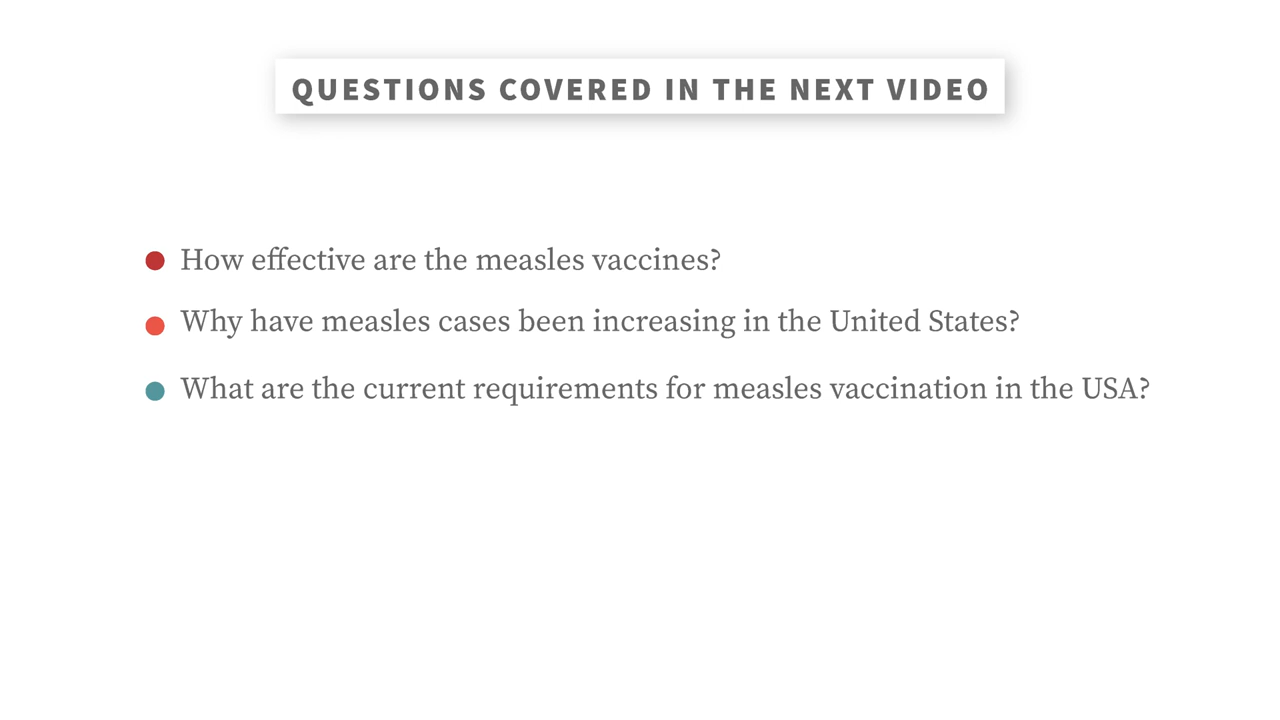 QUESTIONS COVERED IN THE NEXT VIDEO
How effective are the measles vaccines?
Why have measles cases been increasing in the United States?
What are the current requirements for measles vaccination in the USA?